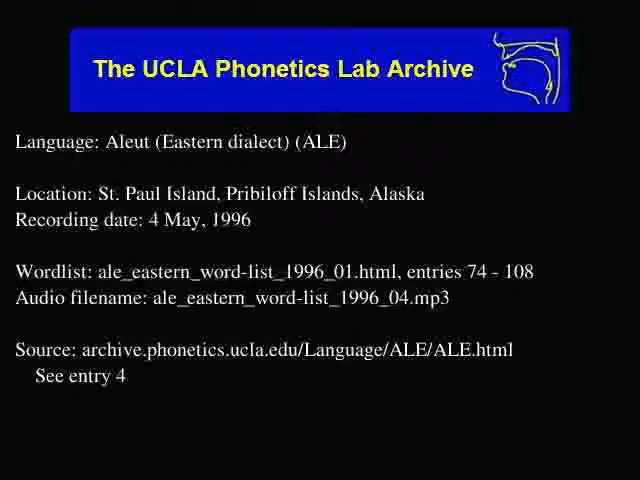 The UCLA Phonetics Lab Archive
Language: Aleut (Eastern dialect) (ALE)
Location: St. Paul Island, Pribiloff Islands, Alaska
Recording date: 4 May, 1996
Wordlist: ale_eastern_word-list_1996_01.html, entries 74 - 108
Audio filename: ale_eastern_word-list_1996_04.mp3
Source: archive.phonetics.ucla.edu/Language/ALE/ALE.html
See entry 4